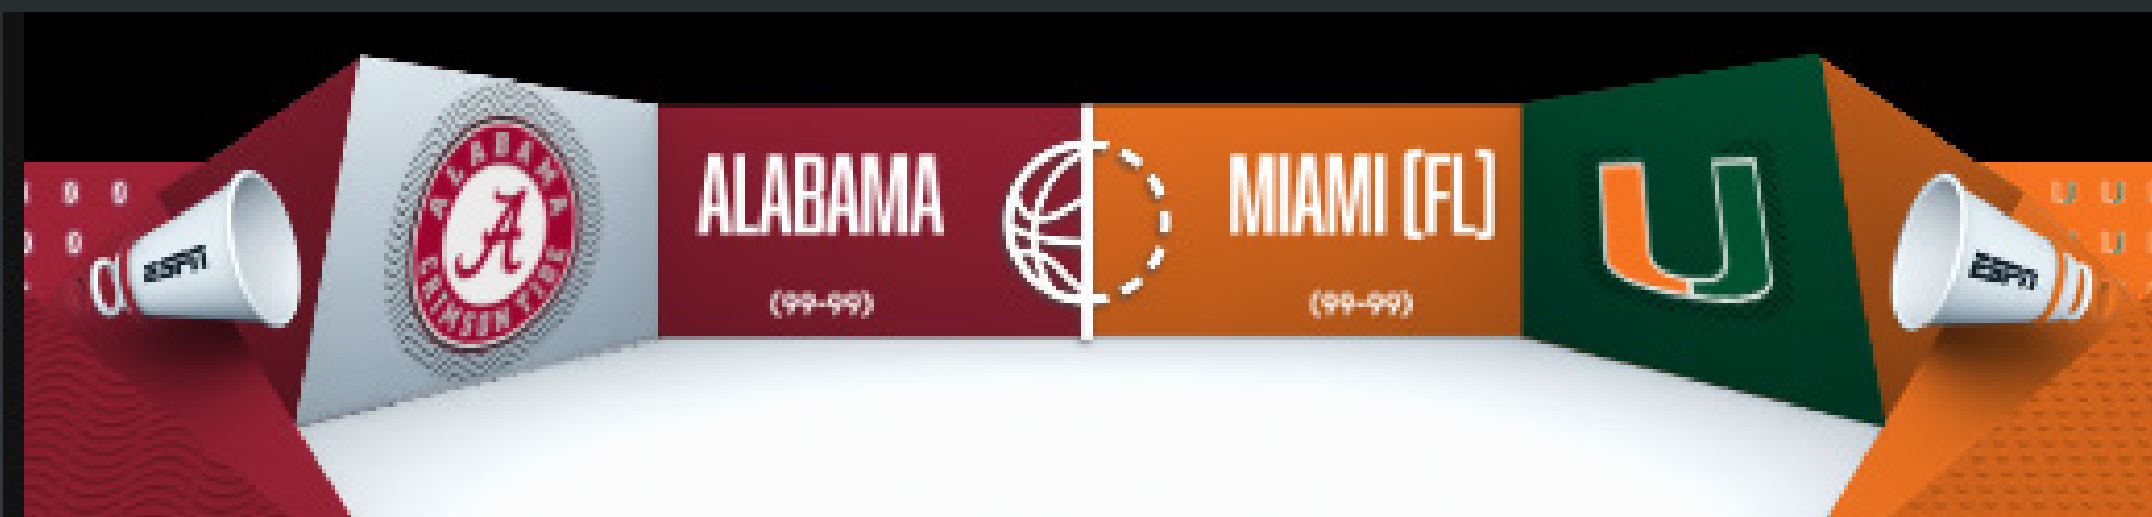 ESPN
ALABAMA
CRIMSON TIDE
A
ALABAMA
(99-99)
MIAMI (FL)
(99-99)
U
ESPN